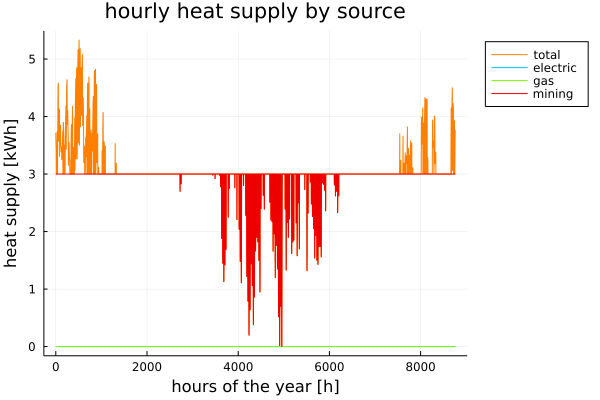 hourly heat supply by source
heat supply [kWh]
5
4
3
2
1
0
0 2000 4000 6000 8000
hours of the year [h]
total
electric
gas
mining